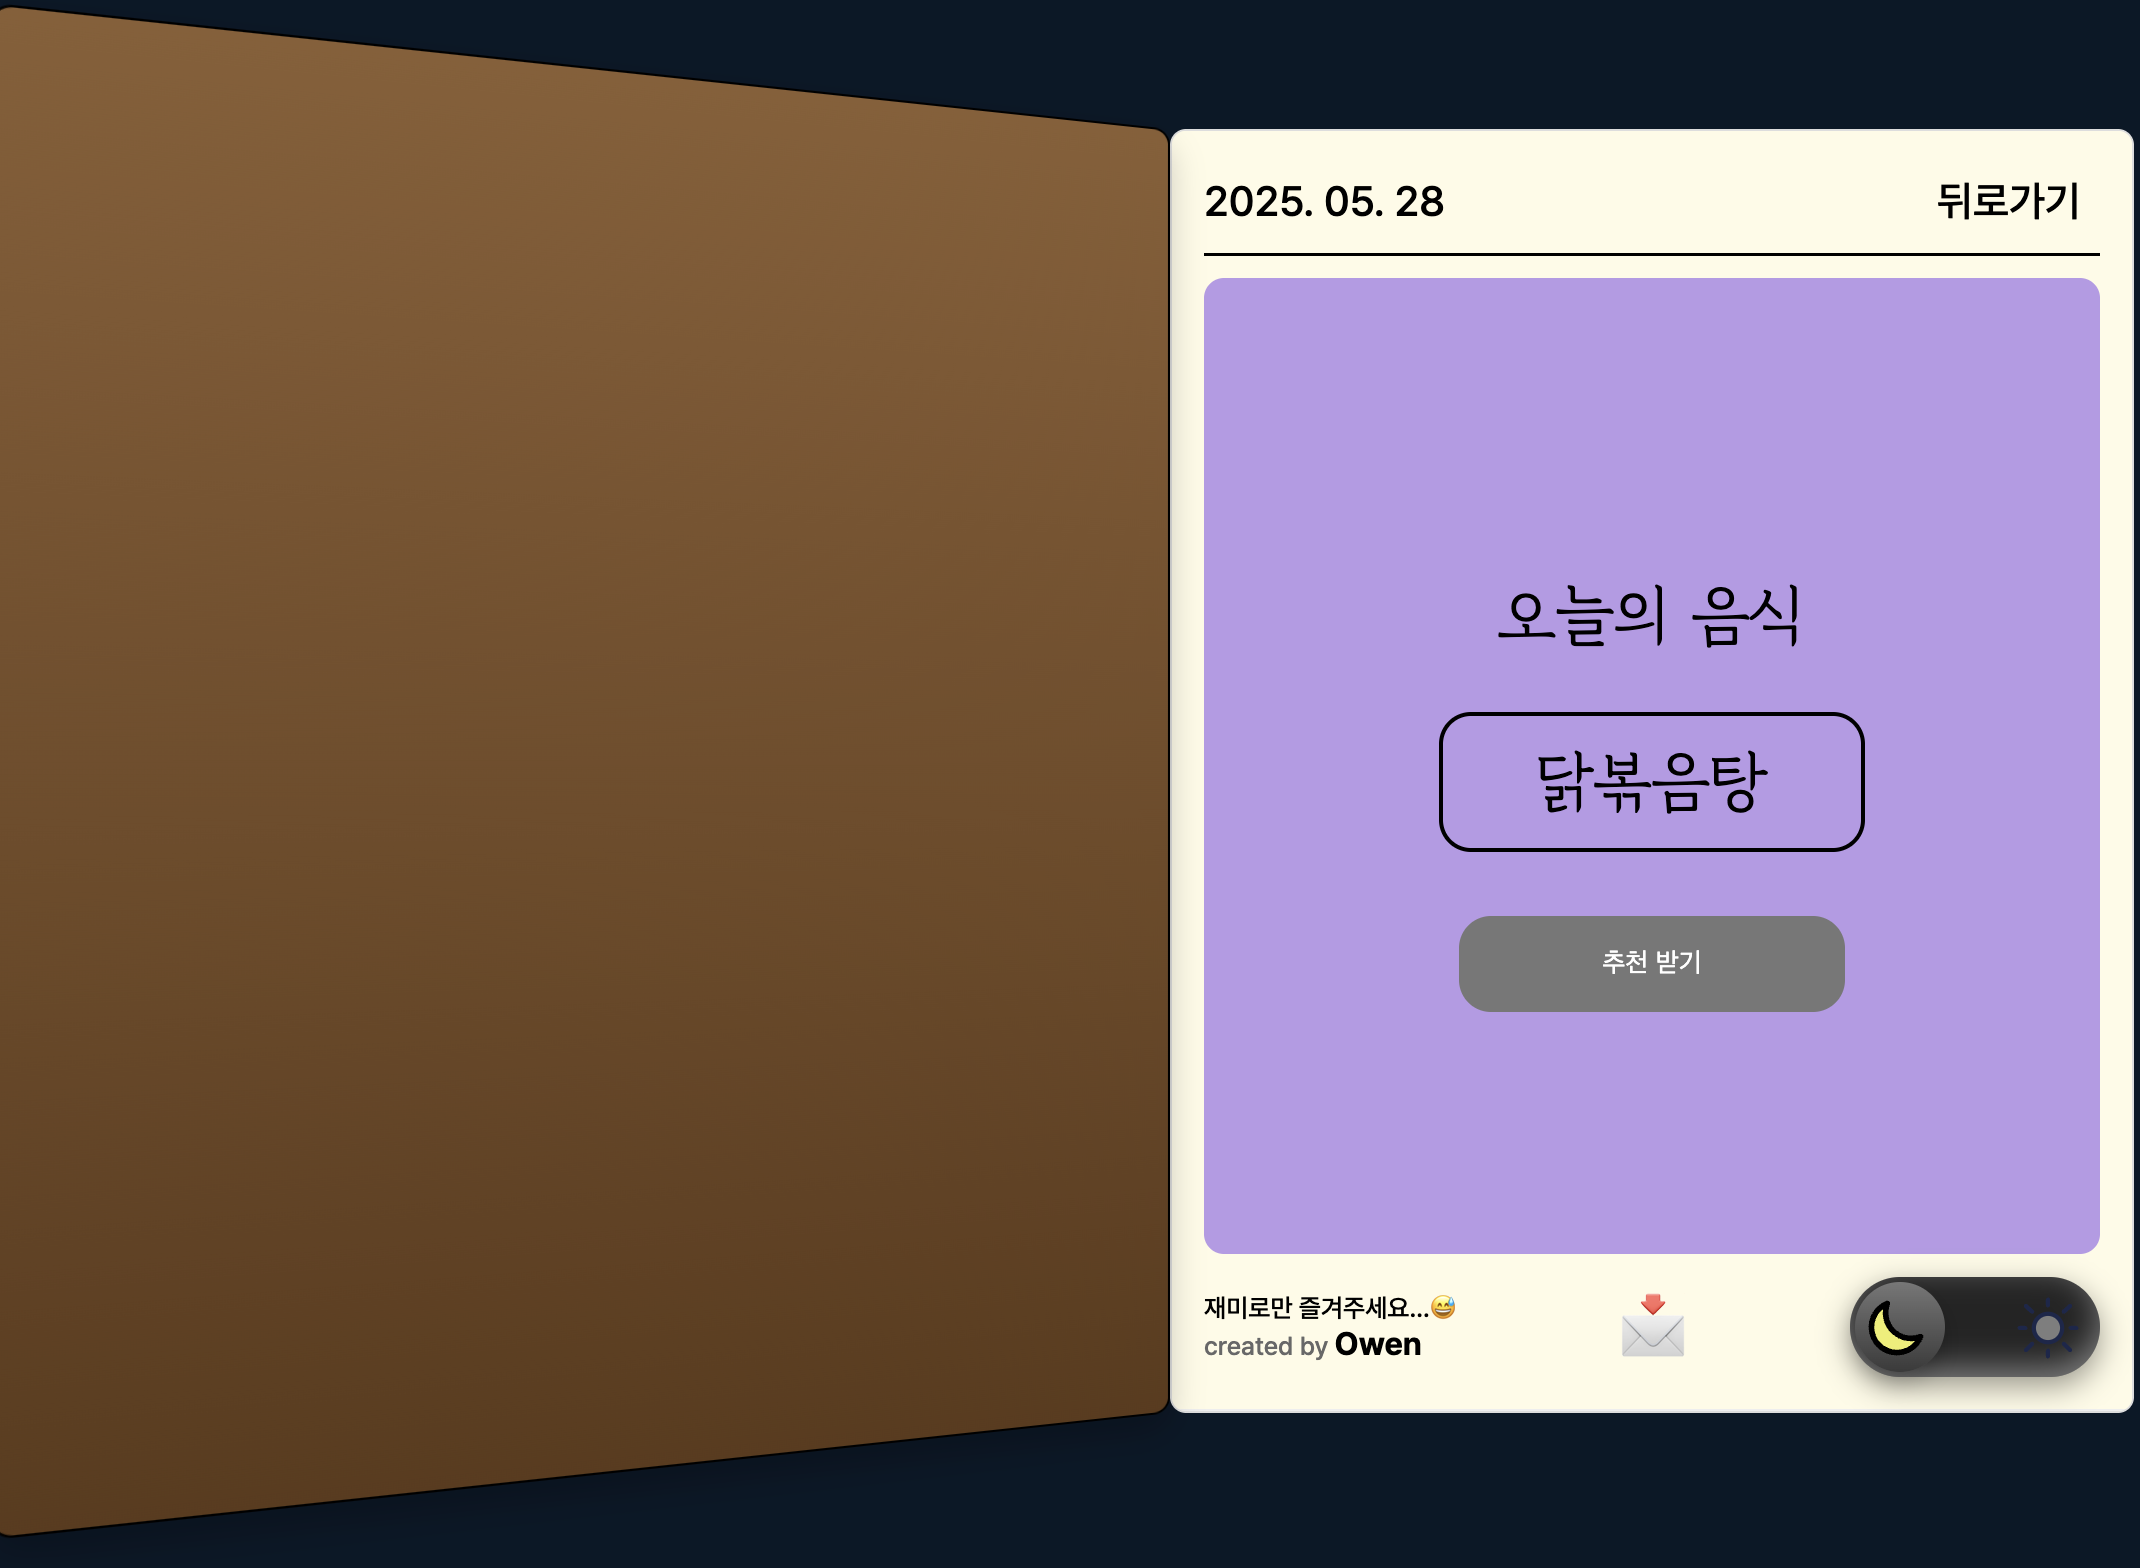 2025. 05. 28
뒤로가기
오늘의 음식
닭볶음탕
추천 받기
재미로만 즐겨주세요...😅
created by Owen